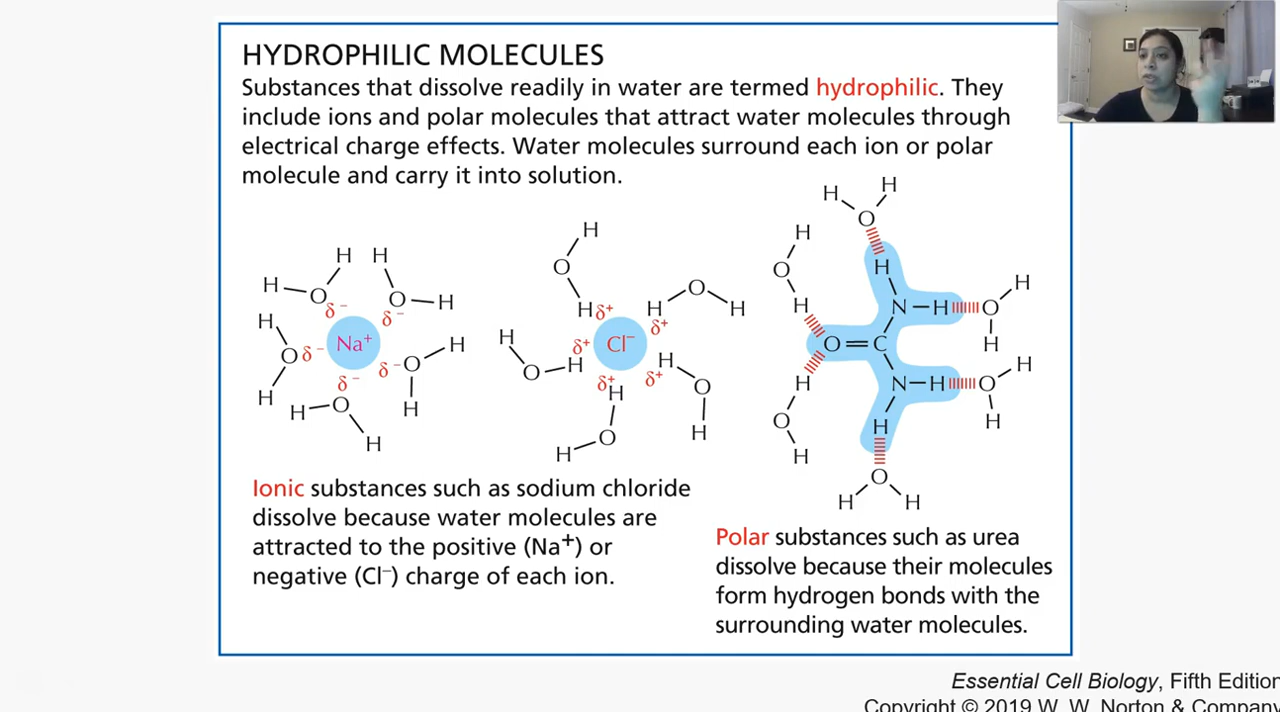 HYDROPHILIC MOLECULES
Substances that dissolve readily in water are termed hydrophilic. They
include ions and polar molecules that attract water molecules through
electrical charge effects. Water molecules surround each ion or polar
molecule and carry it into solution.
H H
H O O H
δ⁻ δ⁻
H
O δ⁻ Na⁺ δ⁻ O H
H
δ⁻
H O H
H
H
O
H δ⁺ H O H
δ⁺
H δ⁺ Cl⁻
O H δ⁺ H
δ⁺ δ⁺ O
H H
O
H
H H
O
H
O
H
H
N H O H
H
O C
H
N H O H
H
O
H
H
O
H H
Ionic substances such as sodium chloride
dissolve because water molecules are
attracted to the positive (Na⁺) or
negative (Cl⁻) charge of each ion.
Polar substances such as urea
dissolve because their molecules
form hydrogen bonds with the
surrounding water molecules.
Essential Cell Biology, Fifth Edition
Copyright © 2019 W. W. Norton & Company